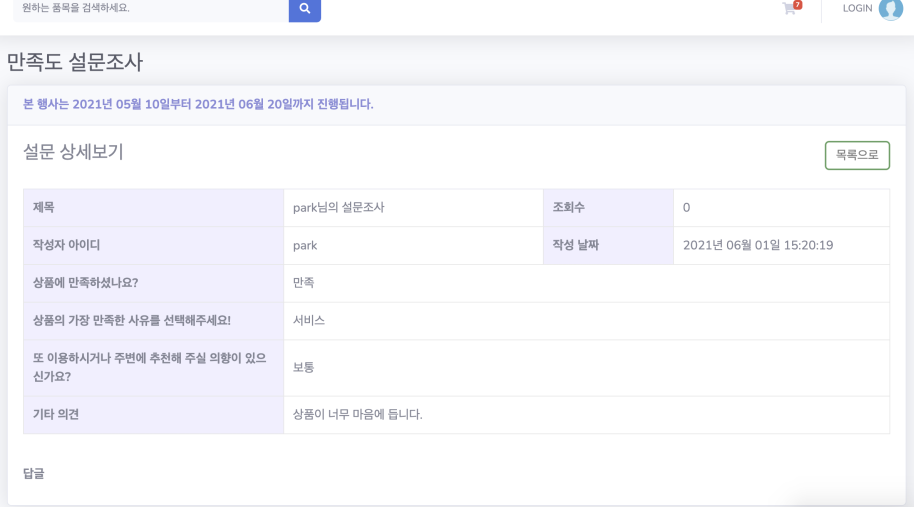 원하는 품목을 검색하세요.
7
LOGIN
만족도 설문조사
본 행사는 2021년 05월 10일부터 2021년 06월 20일까지 진행됩니다.
설문 상세보기
목록으로
제목
park님의 설문조사
조회수
0
작성자 아이디
park
작성 날짜
2021년 06월 01일 15:20:19
상품에 만족하셨나요?
만족
상품의 가장 만족한 사유를 선택해주세요!
서비스
또 이용하시거나 주변에 추천해 주실 의향이 있으
신가요?
보통
기타 의견
상품이 너무 마음에 듭니다.
답글